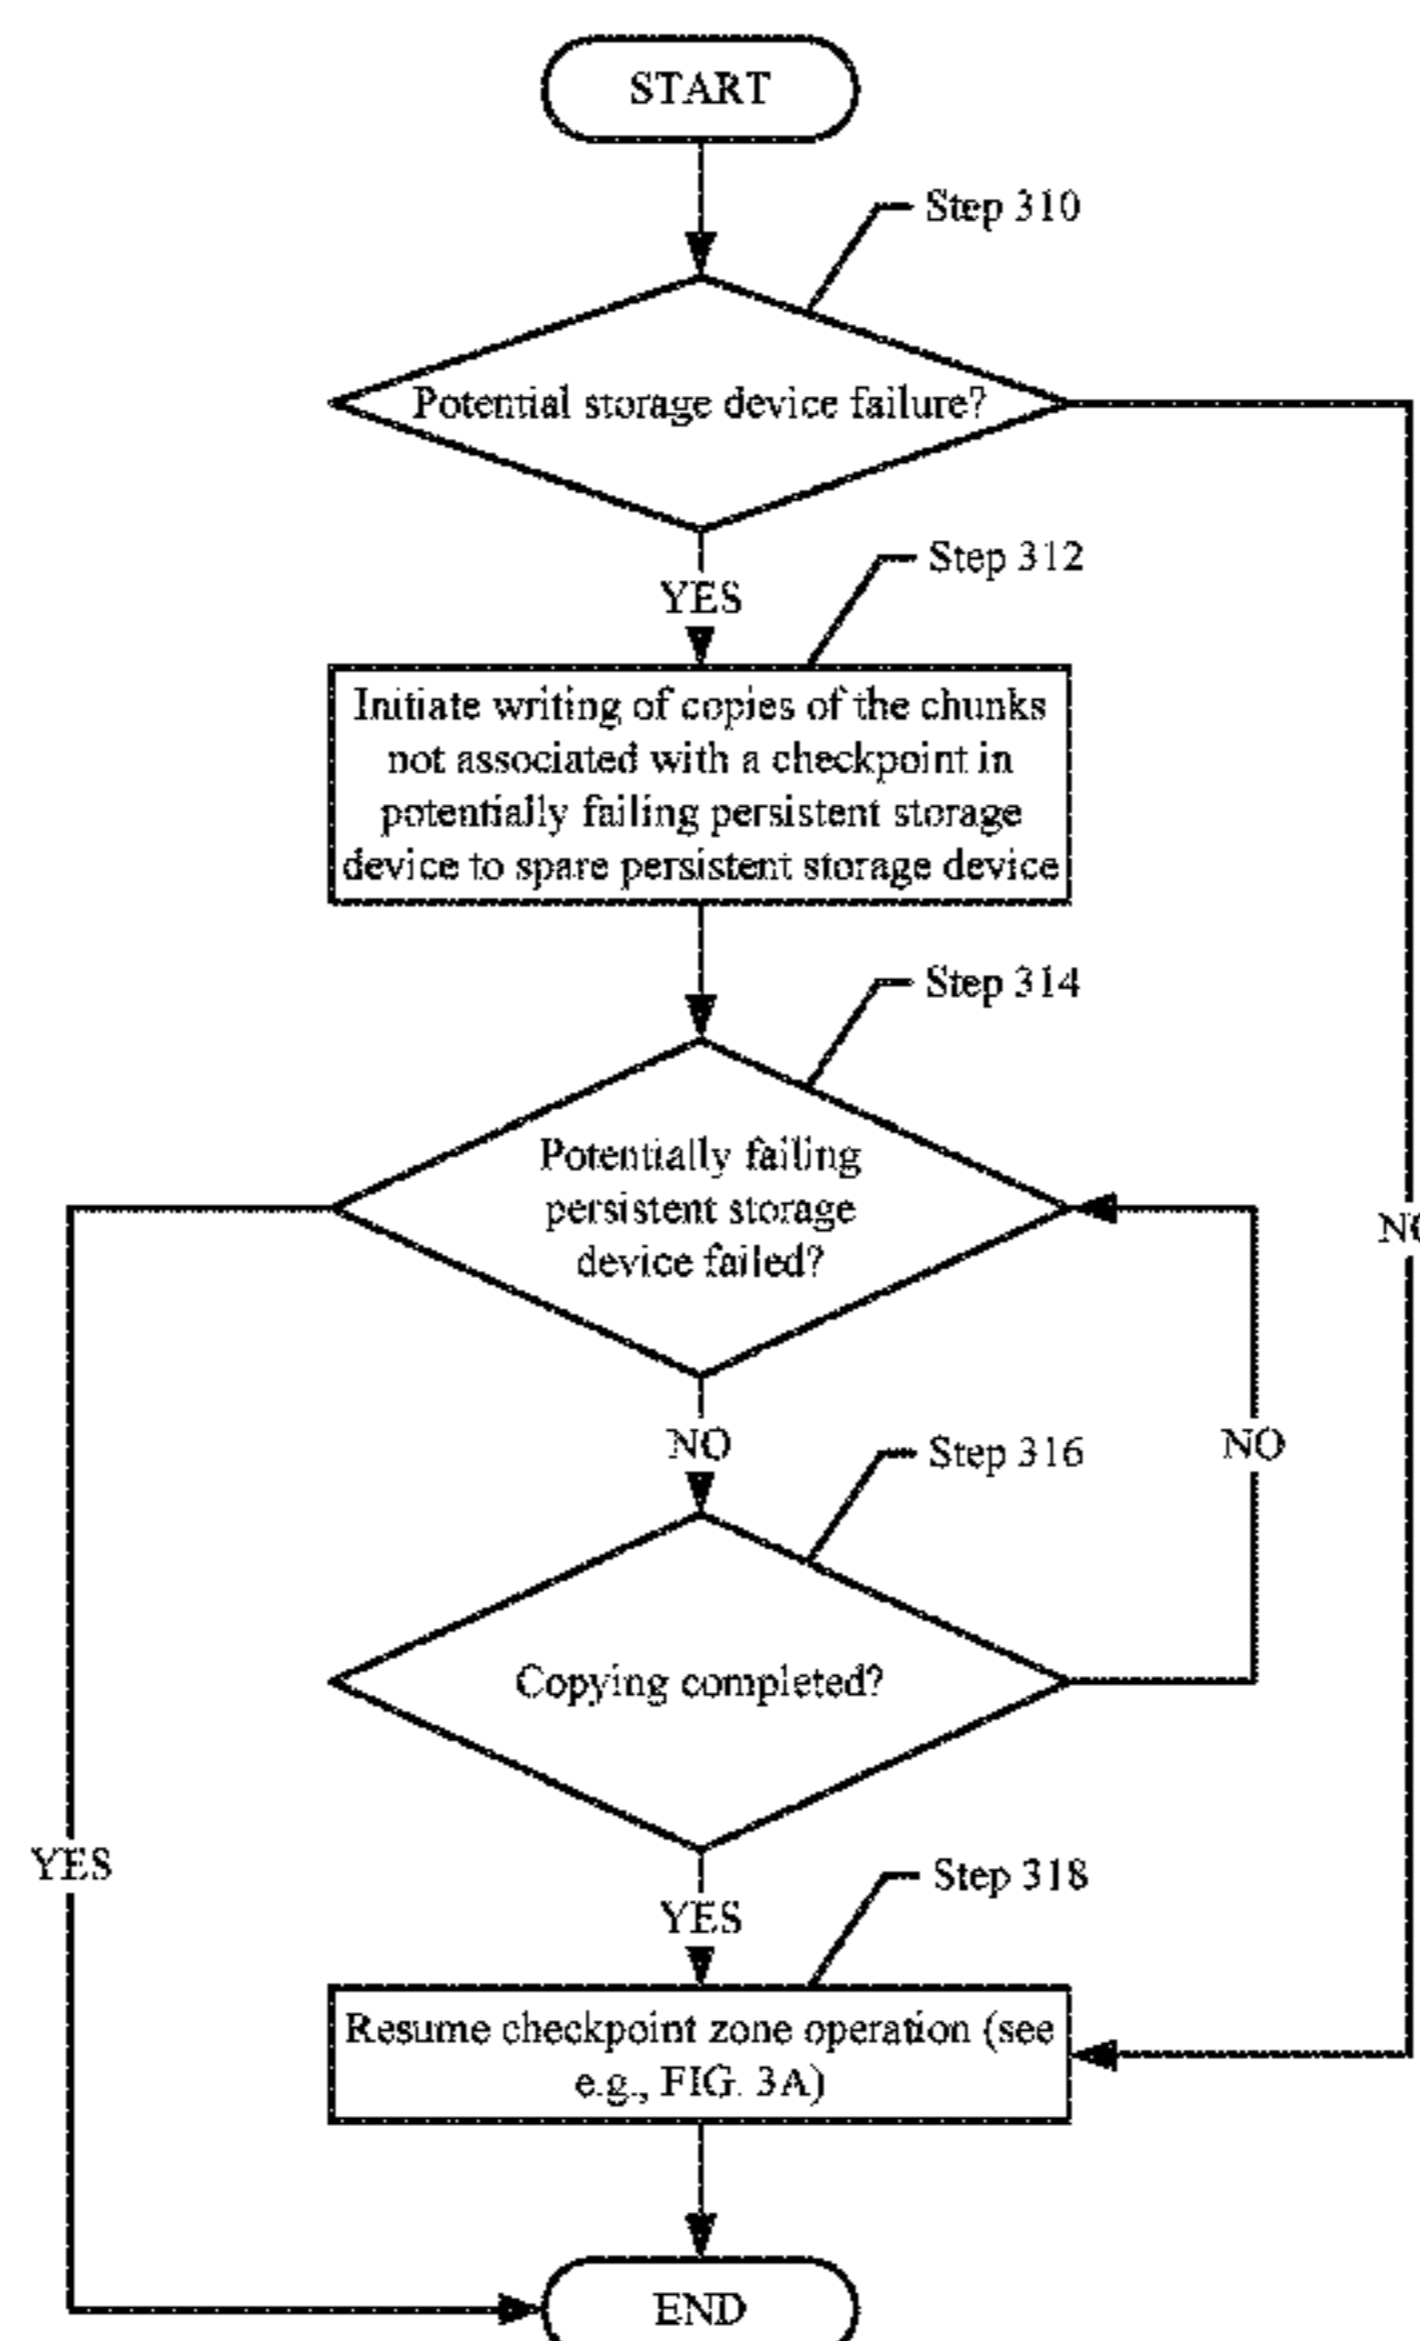 START
Step 310
Potential storage device failure?
Step 312
YES
Initiate writing of copies of the chunks
not associated with a checkpoint in
potentially failing persistent storage
device to spare persistent storage device
Step 314
Potentially failing
persistent storage
device failed?
NO
NO
Step 316
NO
Copying completed?
YES
Step 318
YES
Resume checkpoint zone operation (see
e.g., FIG. 3A)
END